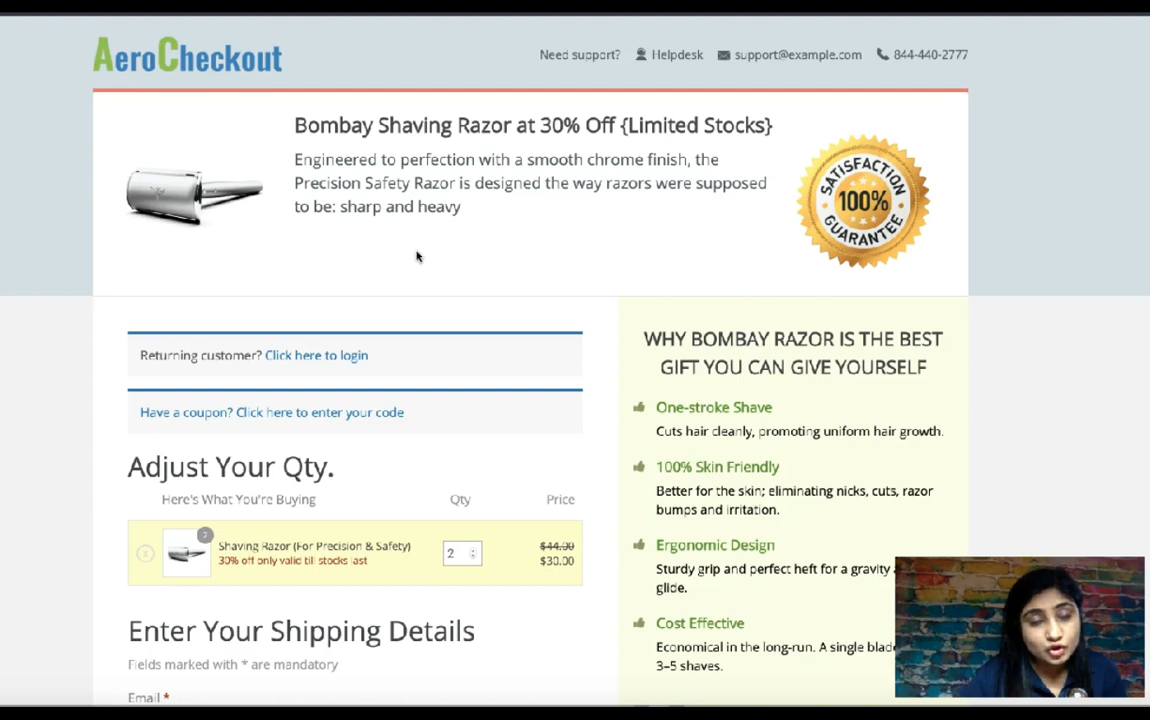 AeroCheckout
Need support? Helpdesk support@example.com 844-440-2777
Bombay Shaving Razor at 30% Off {Limited Stocks}
Engineered to perfection with a smooth chrome finish, the
Precision Safety Razor is designed the way razors were supposed
to be: sharp and heavy
SATISFACTION
100%
GUARANTEE
Returning customer? Click here to login
Have a coupon? Click here to enter your code
Adjust Your Qty.
Here's What You're Buying Qty Price
2
Shaving Razor (For Precision & Safety) 2 $44.00
30% off only valid till stocks last $30.00
Enter Your Shipping Details
Fields marked with * are mandatory
Email *
WHY BOMBAY RAZOR IS THE BEST
GIFT YOU CAN GIVE YOURSELF
One-stroke Shave
Cuts hair cleanly, promoting uniform hair growth.
100% Skin Friendly
Better for the skin; eliminating nicks, cuts, razor
bumps and irritation.
Ergonomic Design
Sturdy grip and perfect heft for a gravity
glide.
Cost Effective
Economical in the long-run. A single blade
3–5 shaves.